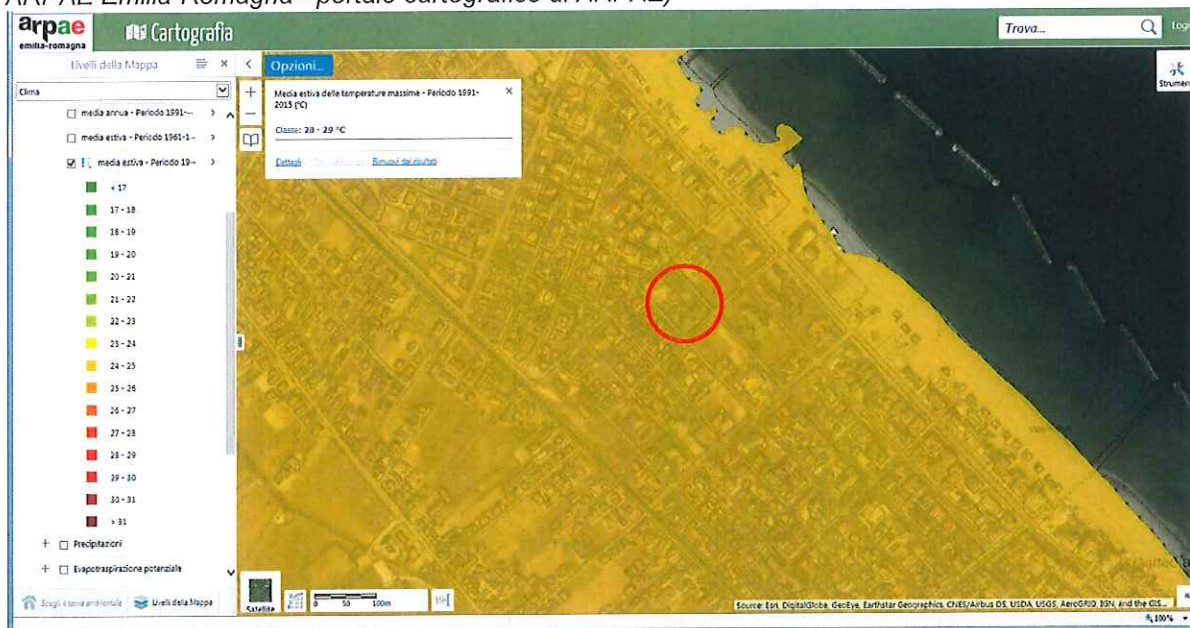 ARPAE Emilia-Romagna - portale cartografico di ARPAE)
arpae
emilia-romagna
Cartografia
Trova...
Livelli della Mappa
Opzioni...
Clima
media annua - Periodo 1991-...
media estiva - Periodo 1961-1...
media estiva - Periodo 19...
< 17
17 - 18
18 - 19
19 - 20
20 - 21
21 - 22
22 - 23
23 - 24
24 - 25
25 - 26
26 - 27
27 - 28
28 - 29
29 - 30
30 - 31
> 31
Precipitazioni
Evapotraspirazione potenziale
Scegli il tema ambientale
Livelli della Mappa
Media estiva delle temperature massime - Periodo 1991-
2015 (°C)
Classe: 28 - 29 °C
Dettagli
Rimuovi dai risultati
Strumen
Satellite
0 50 100m
Source: Esri, DigitalGlobe, GeoEye, Earthstar Geographics, CNES/Airbus DS, USDA, USGS, AeroGRID, IGN, and the GIS...
100%